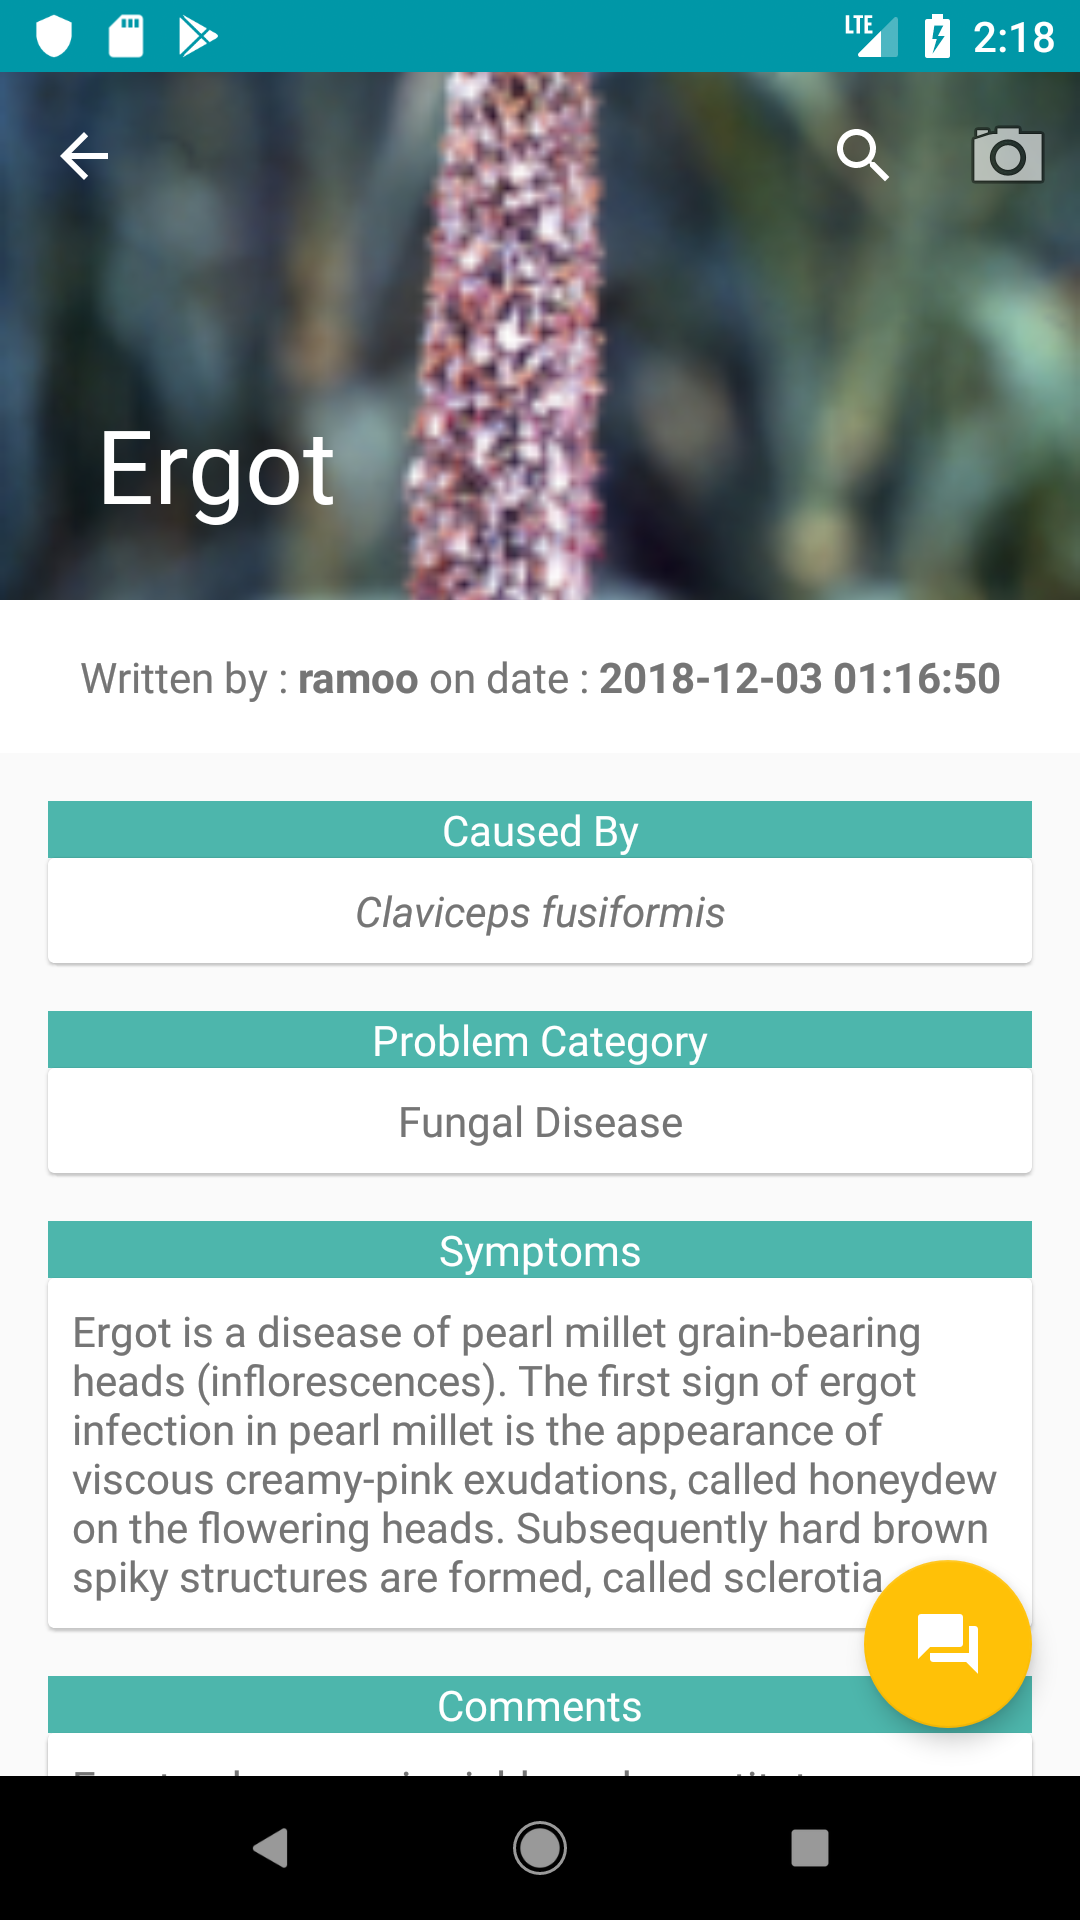 LTE 2:18
Ergot
Written by : ramoo on date : 2018-12-03 01:16:50
Caused By
Claviceps fusiformis
Problem Category
Fungal Disease
Symptoms
Ergot is a disease of pearl millet grain-bearing
heads (inflorescences). The first sign of ergot
infection in pearl millet is the appearance of
viscous creamy-pink exudations, called honeydew
on the flowering heads. Subsequently hard brown
spiky structures are formed, called sclerotia
Comments